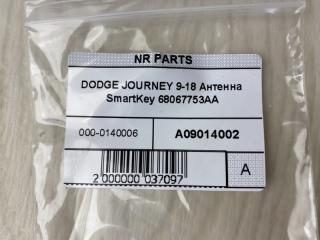 NR PARTS
DODGE JOURNEY 9-18 Антенна
SmartKey 68067753AA
000-0140006
A09014002
A
2 000000 037097